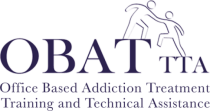 OBAT TTA
Office Based Addiction Treatment
Training and Technical Assistance